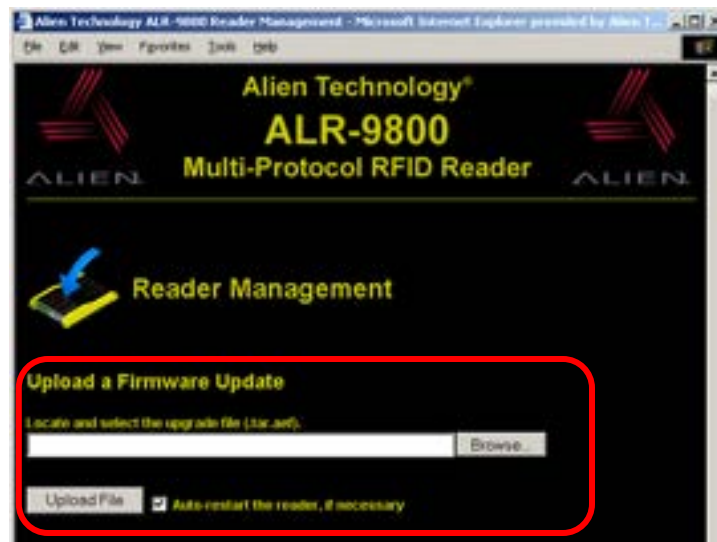 Alien Technology ALR-9800 Reader Management - Microsoft Internet Explorer provided by Alien T...
File Edit View Favorites Tools Help
Alien Technology®
ALR-9800
Multi-Protocol RFID Reader
ALIEN ALIEN
Reader Management
Upload a Firmware Update
Locate and select the upgrade file (.tar.aef).
Browse...
Upload File Auto-restart the reader, if necessary